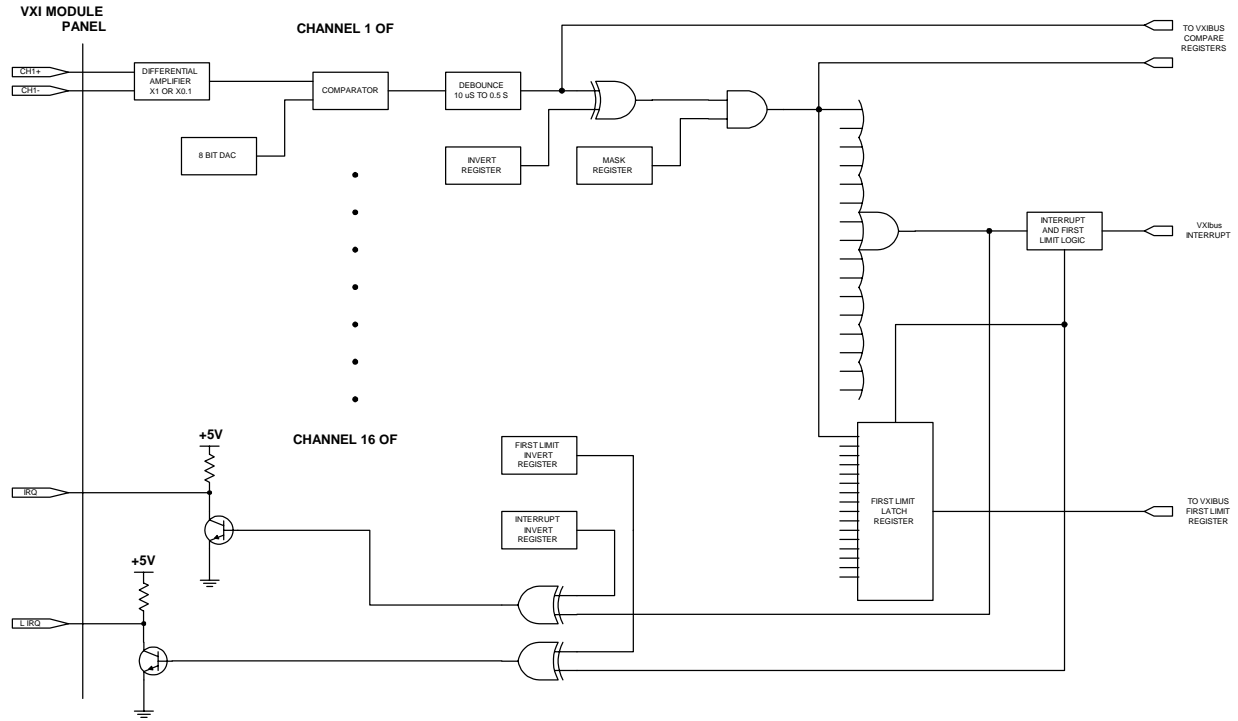 VXI MODULE
PANEL
CHANNEL 1 OF
TO VXIBUS
COMPARE
REGISTERS
CH1+
CH1-
DIFFERENTIAL
AMPLIFIER
X1 OR X0.1
COMPARATOR
DEBOUNCE
10 uS TO 0.5 S
8 BIT DAC
INVERT
REGISTER
MASK
REGISTER
INTERRUPT
AND FIRST
LIMIT LOGIC
VXIbus
INTERRUPT
+5V
CHANNEL 16 OF
FIRST LIMIT
INVERT
REGISTER
IRQ
INTERRUPT
INVERT
REGISTER
FIRST LIMIT
LATCH
REGISTER
TO VXIBUS
FIRST LIMIT
REGISTER
+5V
L IRQ